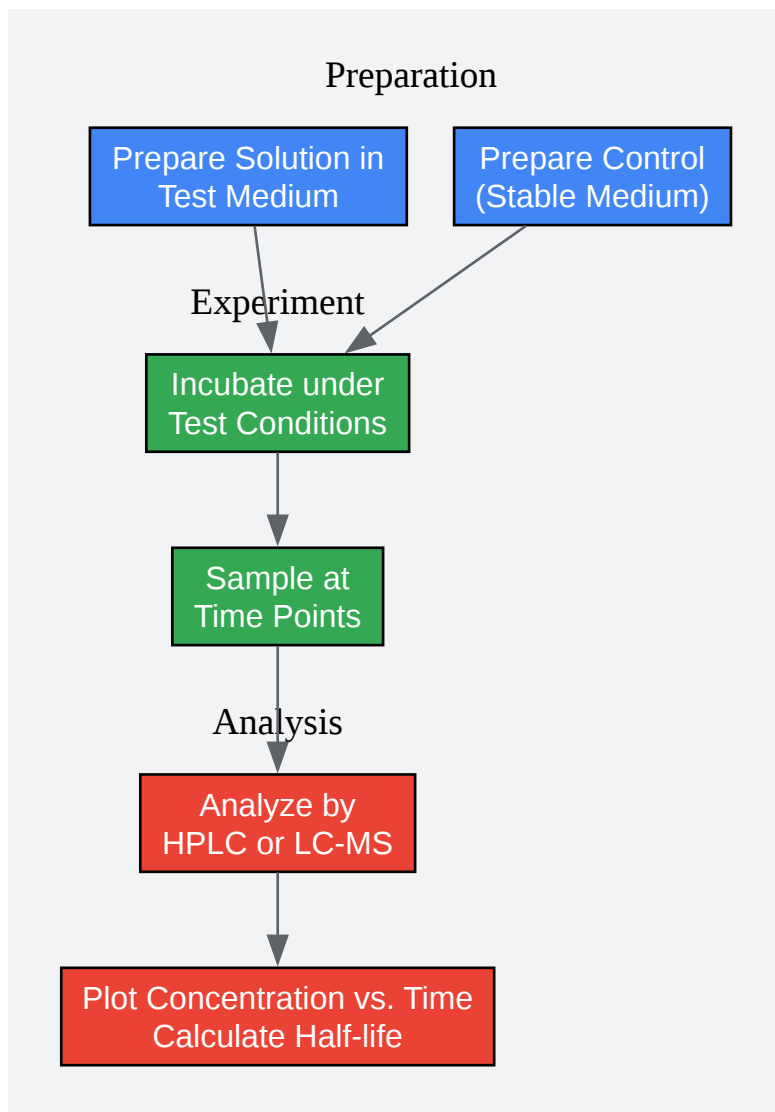 Preparation
Prepare Solution in
Test Medium
Prepare Control
(Stable Medium)
Experiment
Incubate under
Test Conditions
Sample at
Time Points
Analysis
Analyze by
HPLC or LC-MS
Plot Concentration vs. Time
Calculate Half-life